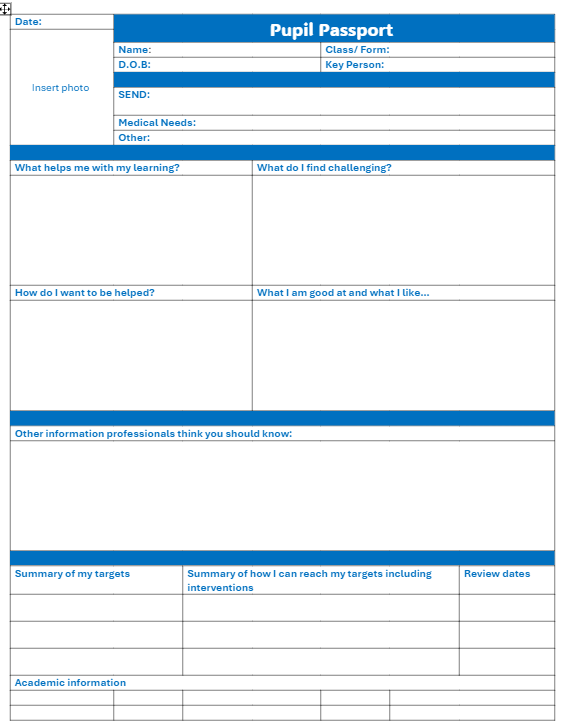 Date:
Pupil Passport
Name:
Class/ Form:
D.O.B:
Key Person:
Insert photo
SEND:
Medical Needs:
Other:
What helps me with my learning?
What do I find challenging?
How do I want to be helped?
What I am good at and what I like...
Other information professionals think you should know:
Summary of my targets
Summary of how I can reach my targets including
interventions
Review dates
Academic information